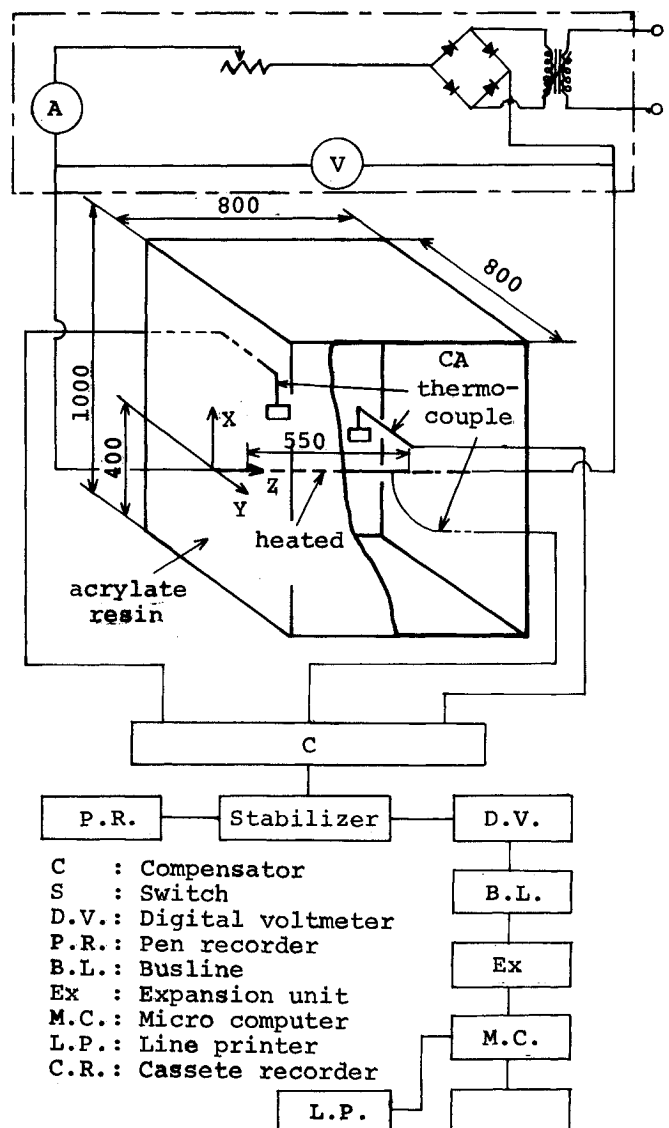 A
V
800
800
1000
400
CA
thermo-
couple
X
550
Z
Y
heated
acrylate
resin
C
P.R.
Stabilizer
D.V.
C : Compensator
S : Switch
D.V.: Digital voltmeter
P.R.: Pen recorder
B.L.: Busline
Ex : Expansion unit
M.C.: Micro computer
L.P.: Line printer
C.R.: Cassete recorder
B.L.
Ex
M.C.
L.P.